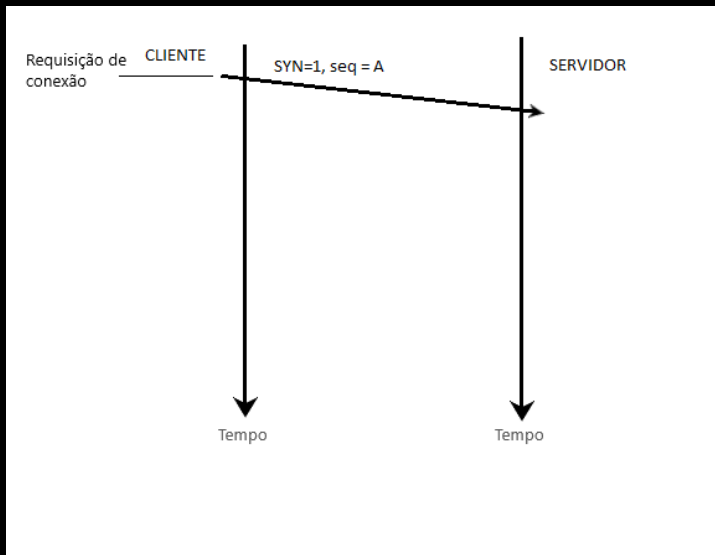 Requisição de
conexão
CLIENTE
SYN=1, seq = A
SERVIDOR
Tempo
Tempo